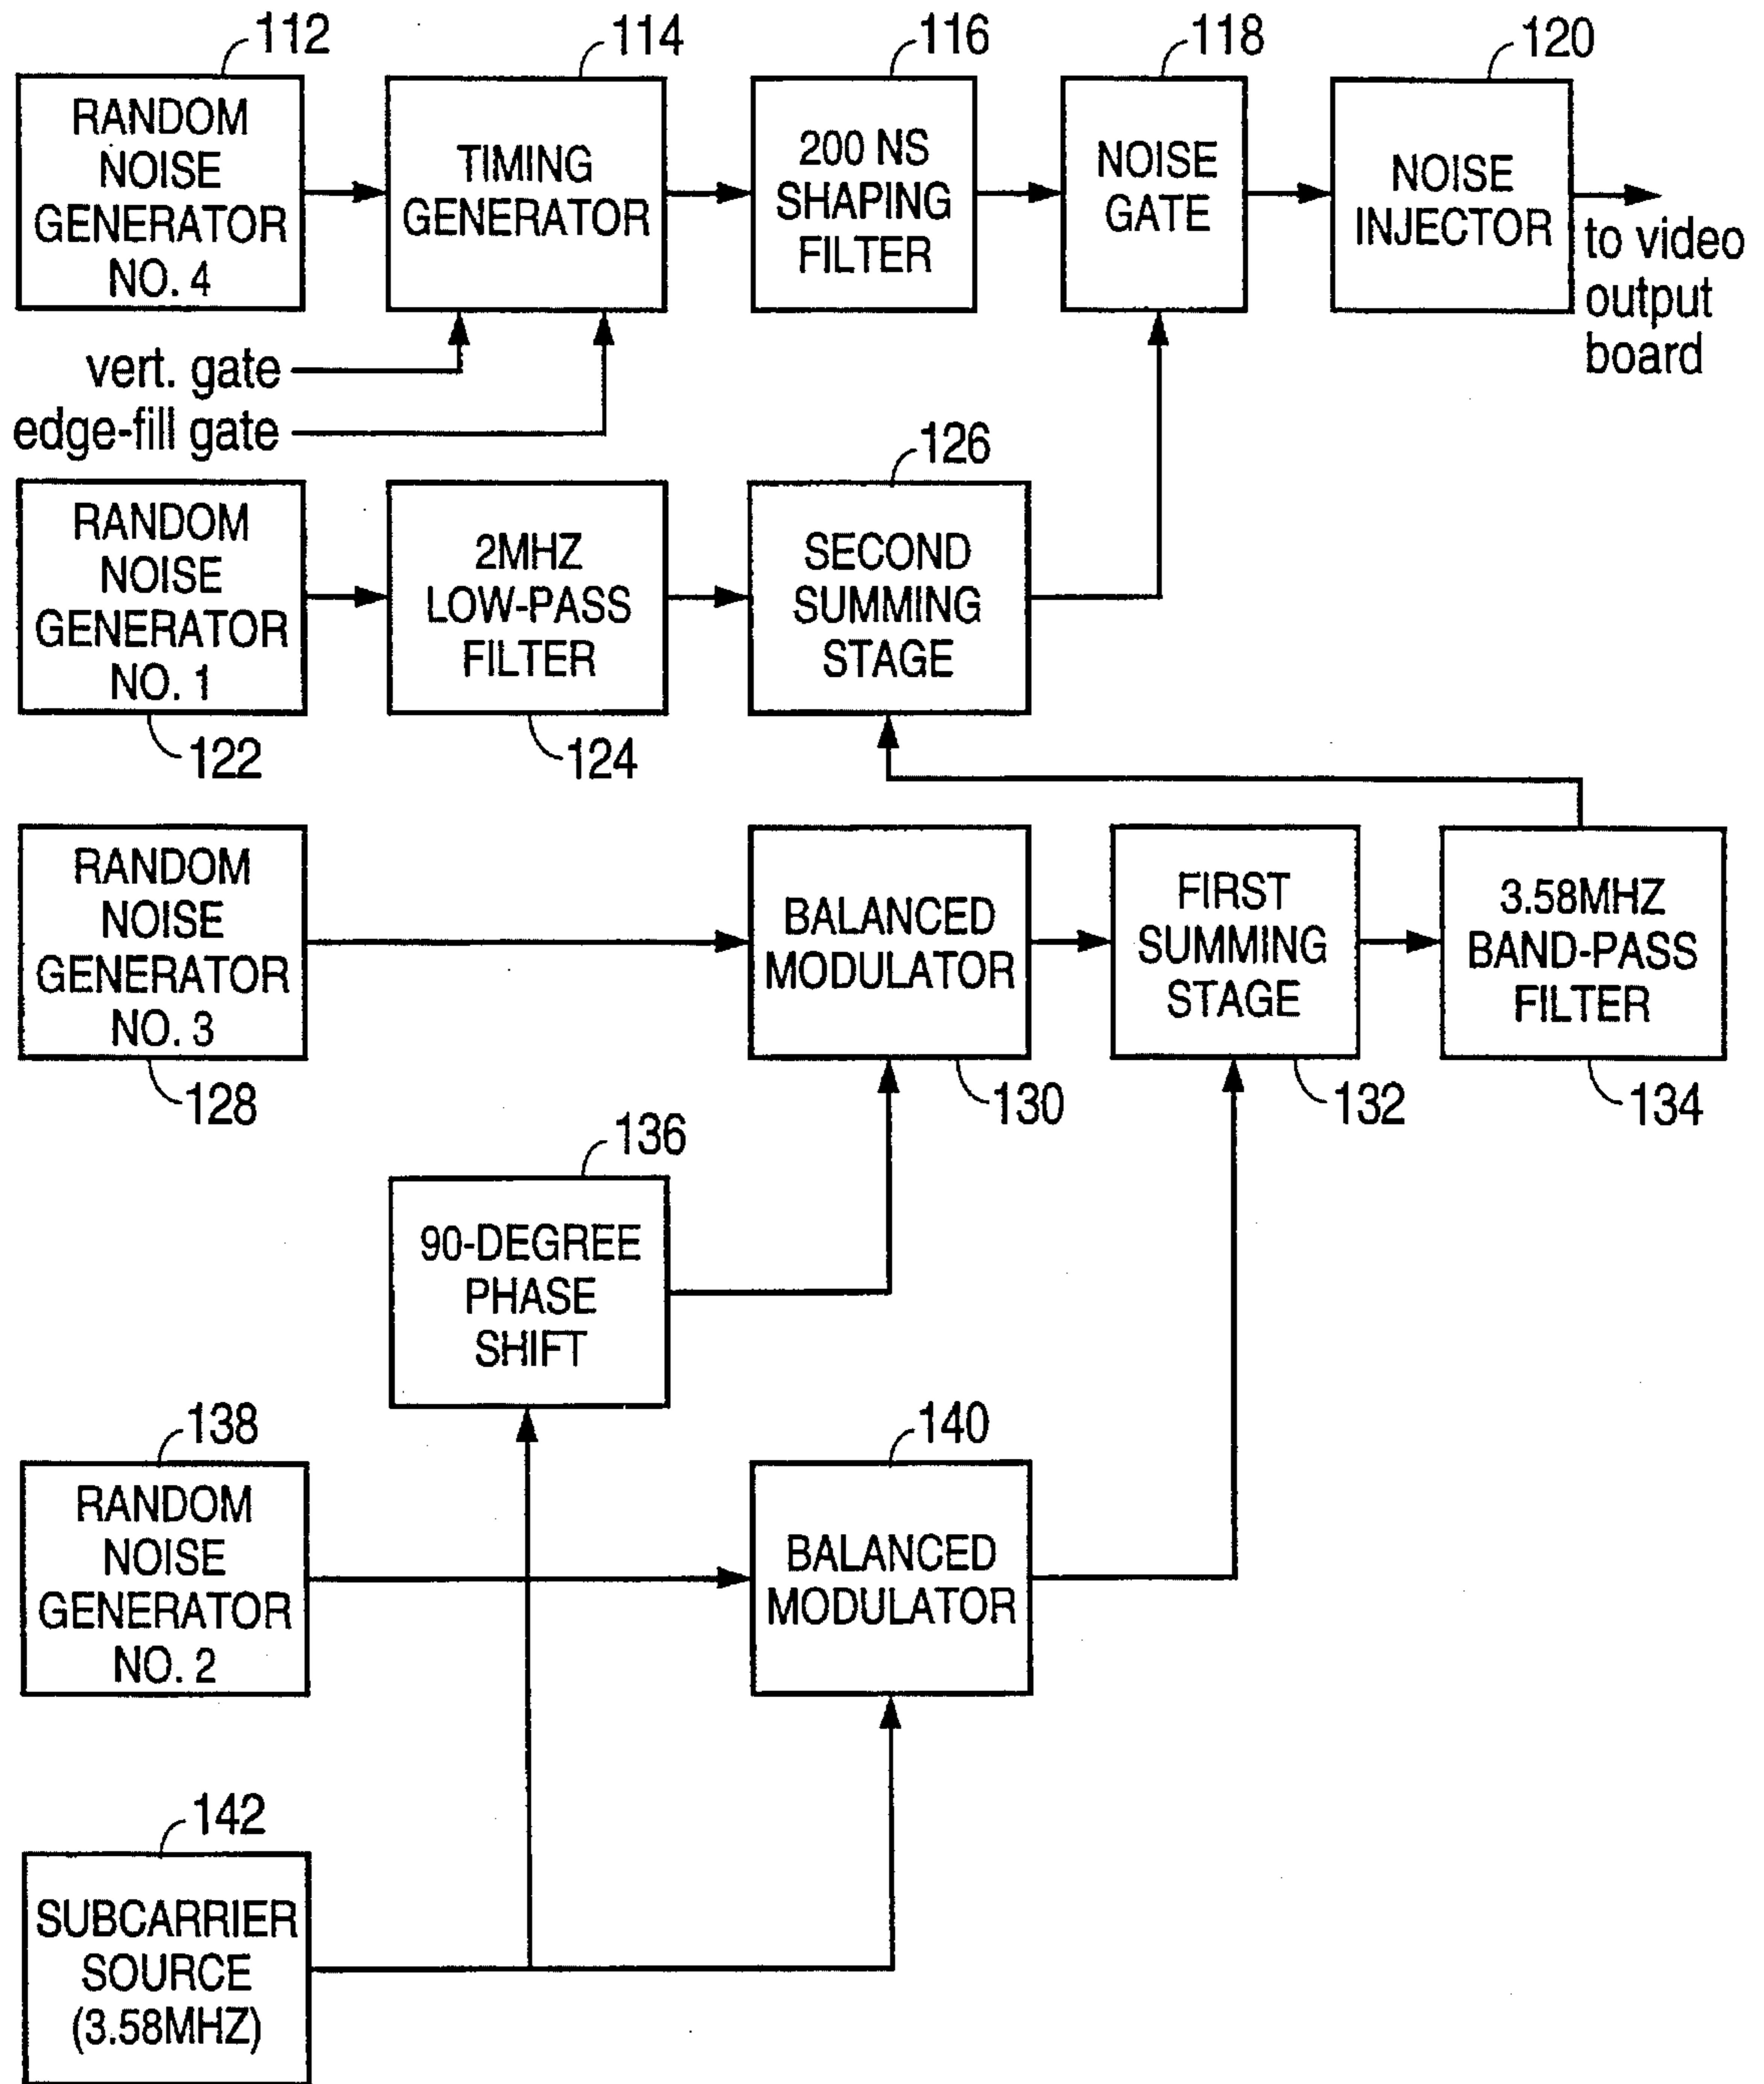 112
114
116
118
120
RANDOM
NOISE
GENERATOR
NO. 4
TIMING
GENERATOR
200 NS
SHAPING
FILTER
NOISE
GATE
NOISE
INJECTOR
to video
output
board
vert. gate
edge-fill gate
126
RANDOM
NOISE
GENERATOR
NO. 1
2MHZ
LOW-PASS
FILTER
SECOND
SUMMING
STAGE
122
124
RANDOM
NOISE
GENERATOR
NO. 3
BALANCED
MODULATOR
FIRST
SUMMING
STAGE
3.58MHZ
BAND-PASS
FILTER
128
130
132
134
136
90-DEGREE
PHASE
SHIFT
138
140
RANDOM
NOISE
GENERATOR
NO. 2
BALANCED
MODULATOR
142
SUBCARRIER
SOURCE
(3.58MHZ)